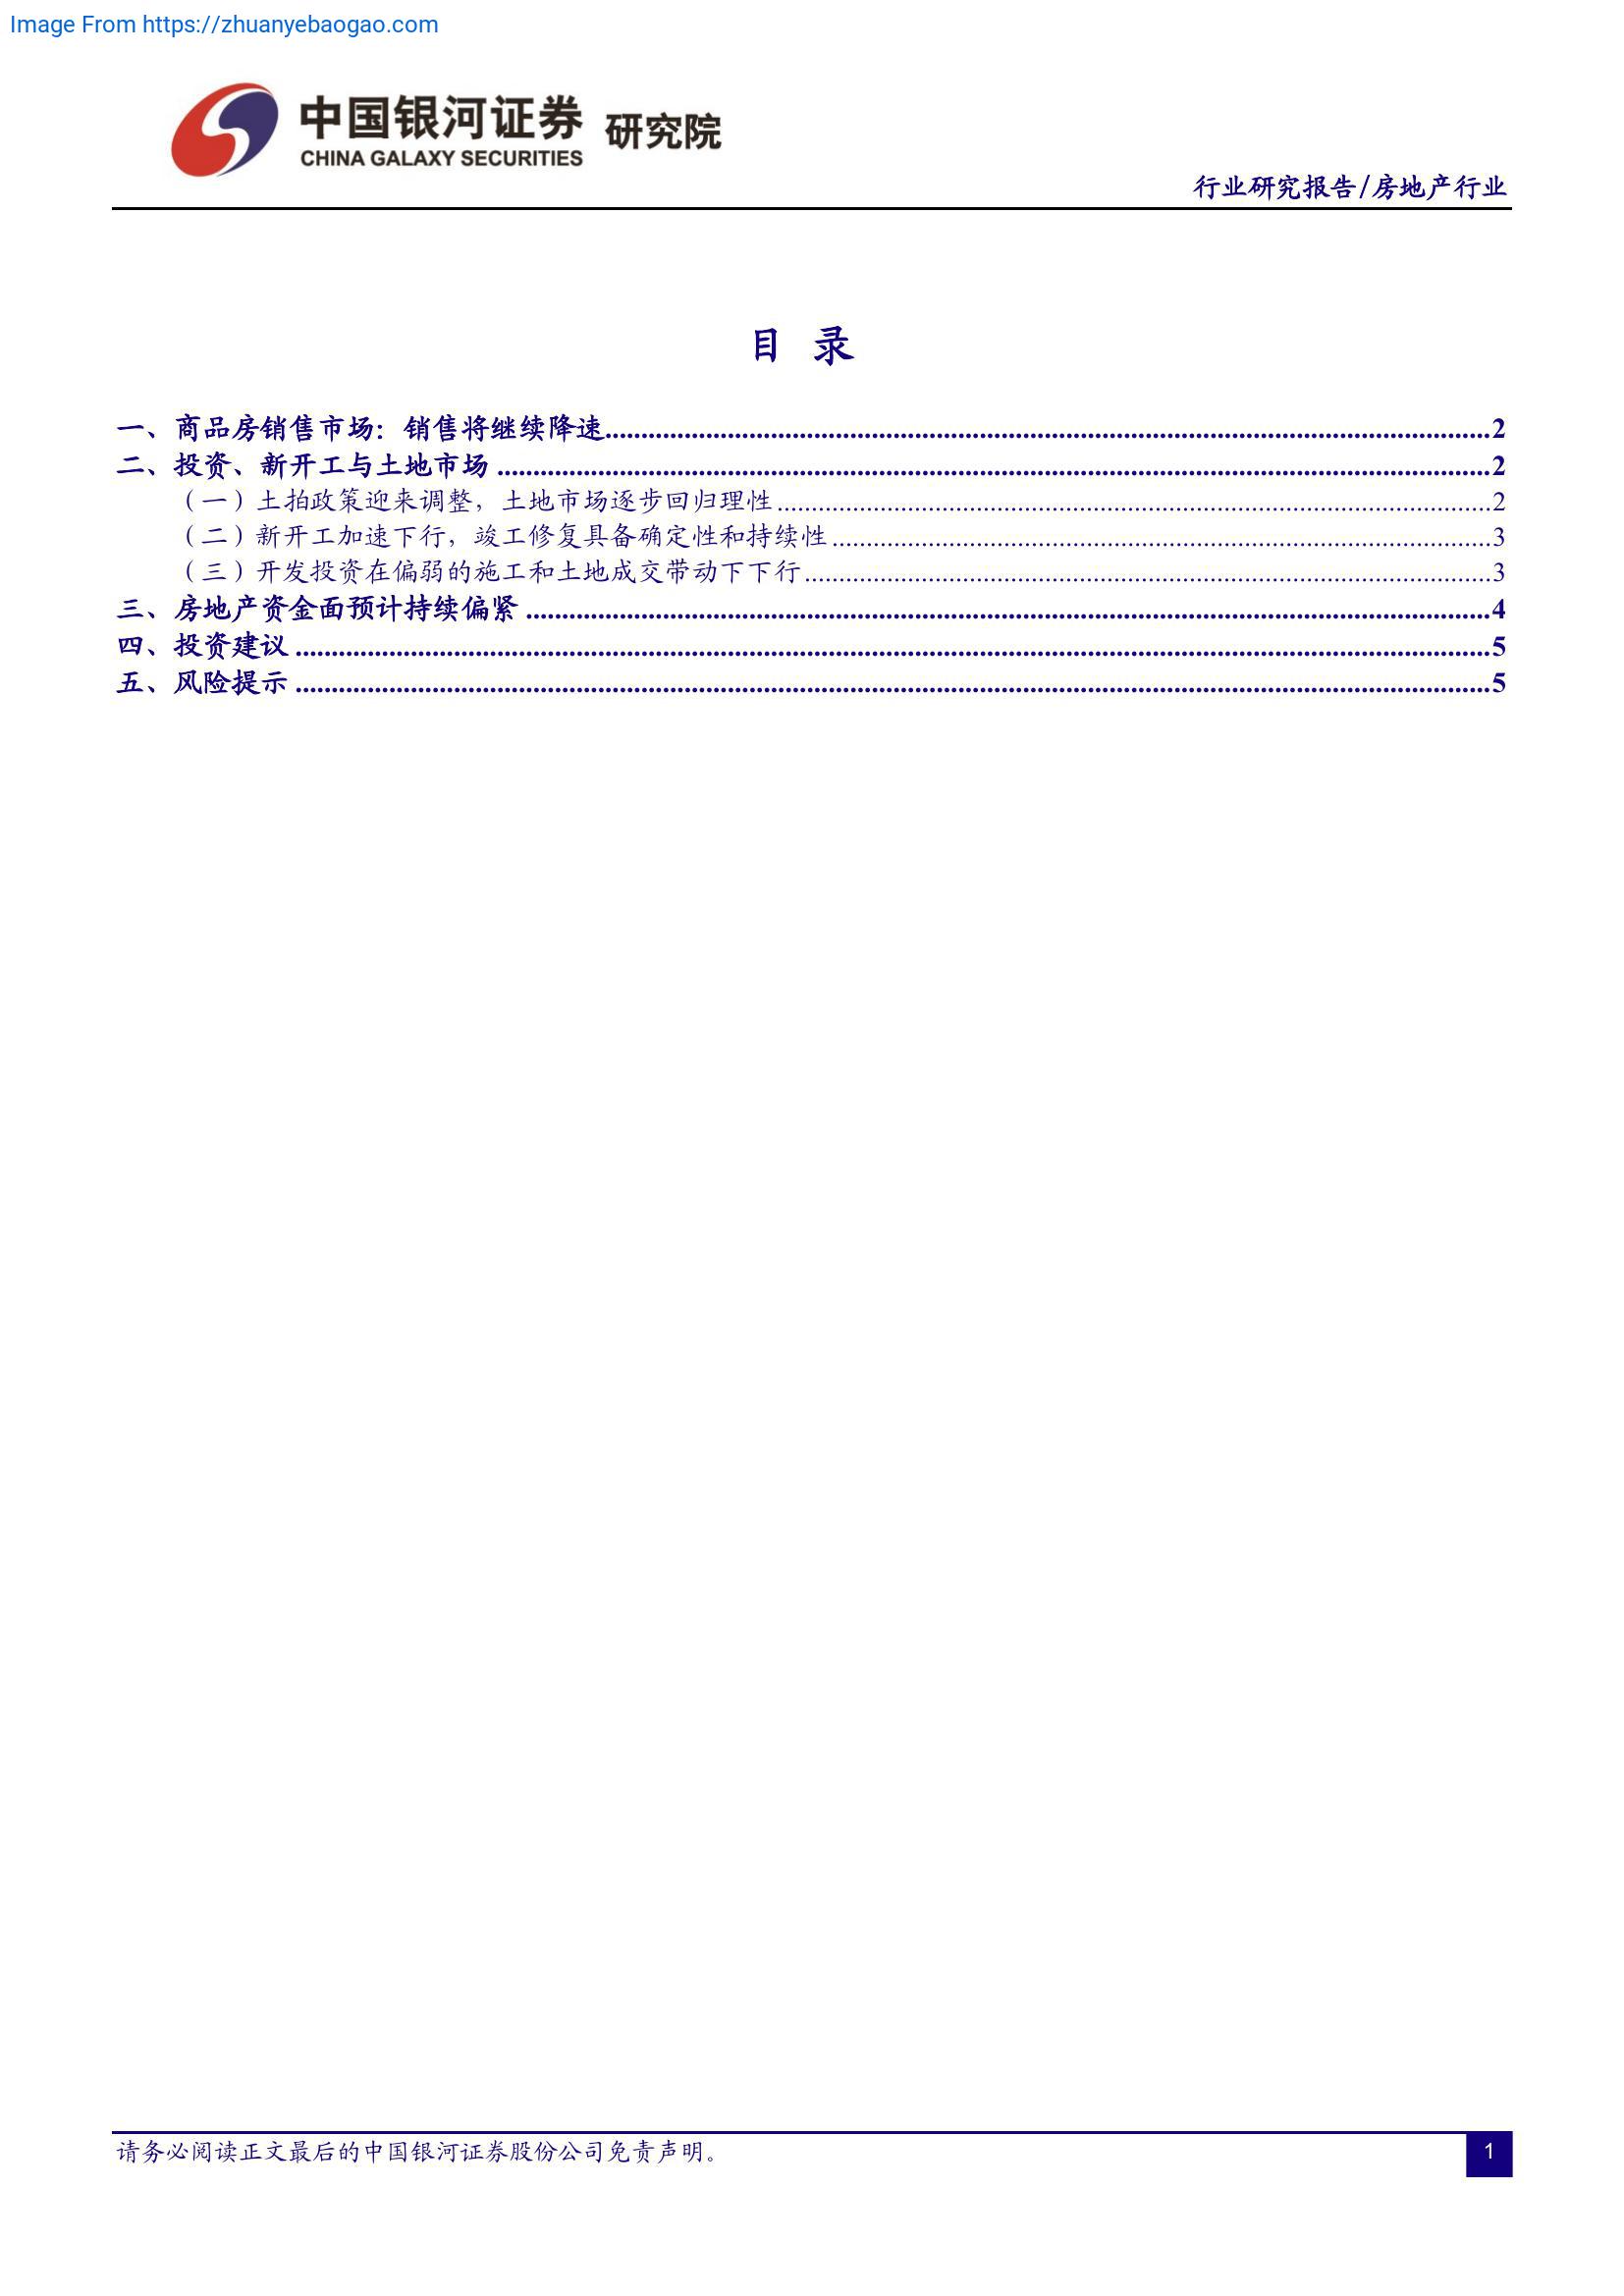 Image From https://zhuanyebaogao.com
中国银河证券 研究院
CHINA GALAXY SECURITIES
行业研究报告/房地产行业
目 录
一、商品房销售市场：销售将继续降速........2
二、投资、新开工与土地市场........2
（一）土拍政策迎来调整，土地市场逐步回归理性........2
（二）新开工加速下行，竣工修复具备确定性和持续性........3
（三）开发投资在偏弱的施工和土地成交带动下下行........3
三、房地产资金面预计持续偏紧........4
四、投资建议........5
五、风险提示........5
请务必阅读正文最后的中国银河证券股份公司免责声明。
1